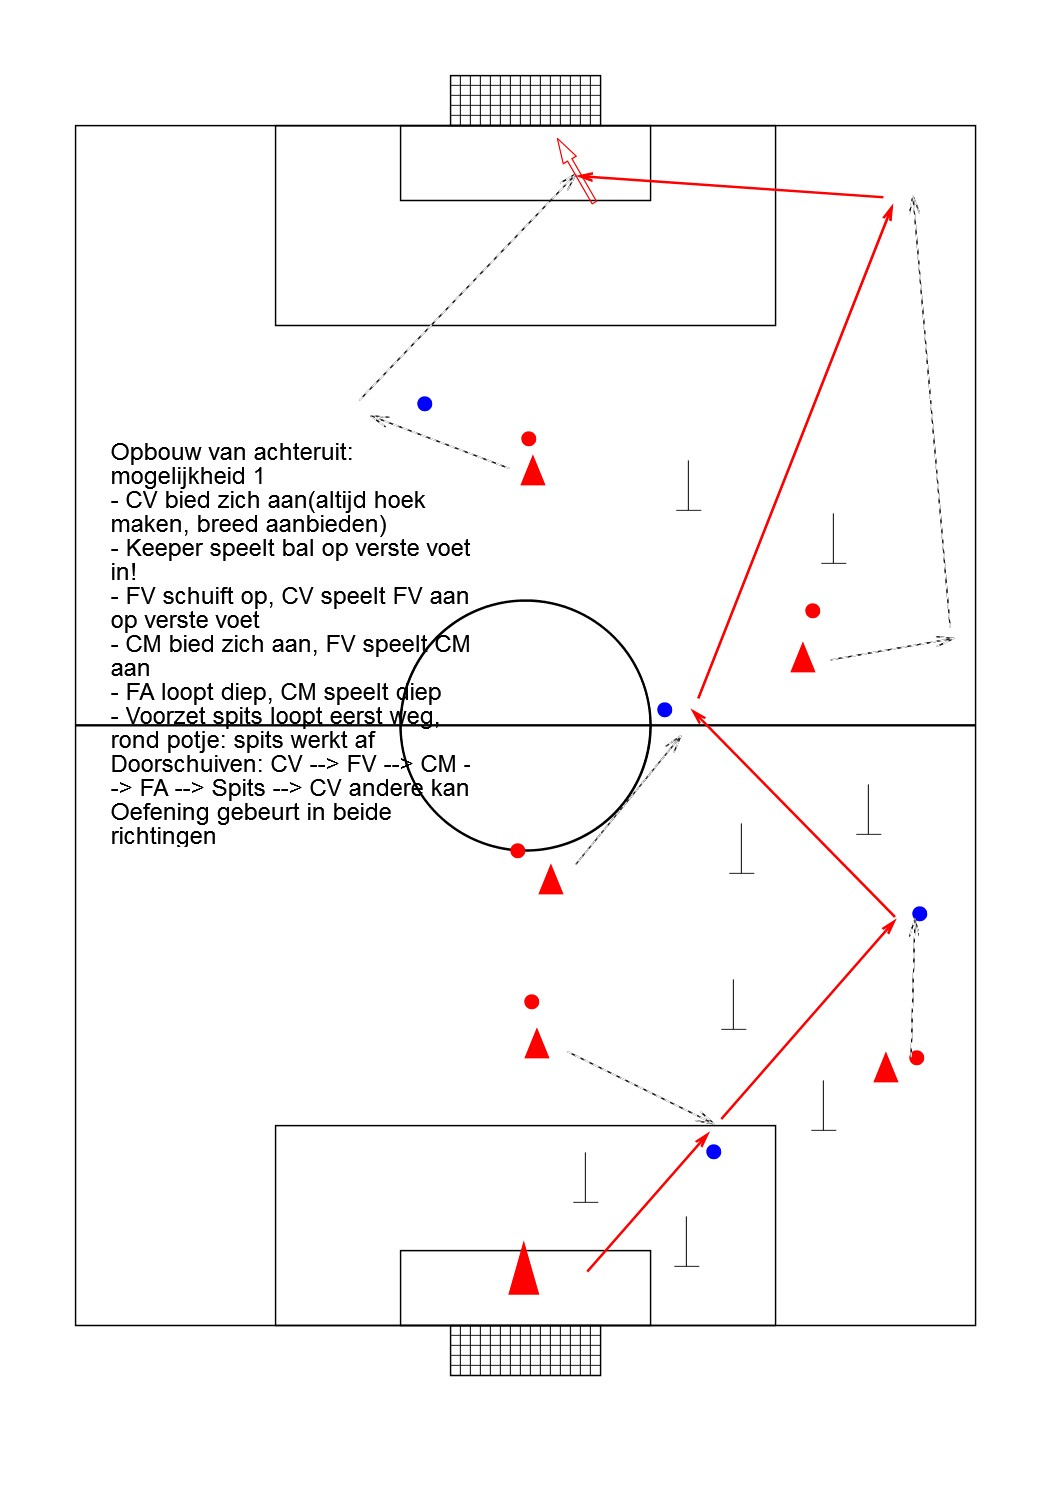 Opbouw van achteruit:
mogelijkheid 1
- CV bied zich aan(altijd hoek
maken, breed aanbieden)
- Keeper speelt bal op verste voet
in!
- FV schuift op, CV speelt FV aan
op verste voet
- CM bied zich aan, FV speelt CM
aan
- FA loopt diep, CM speelt diep
- Voorzet spits loopt eerst weg,
rond potje: spits werkt af
Doorschuiven: CV --> FV --> CM -
-> FA --> Spits --> CV andere kan
Oefening gebeurt in beide
richtingen